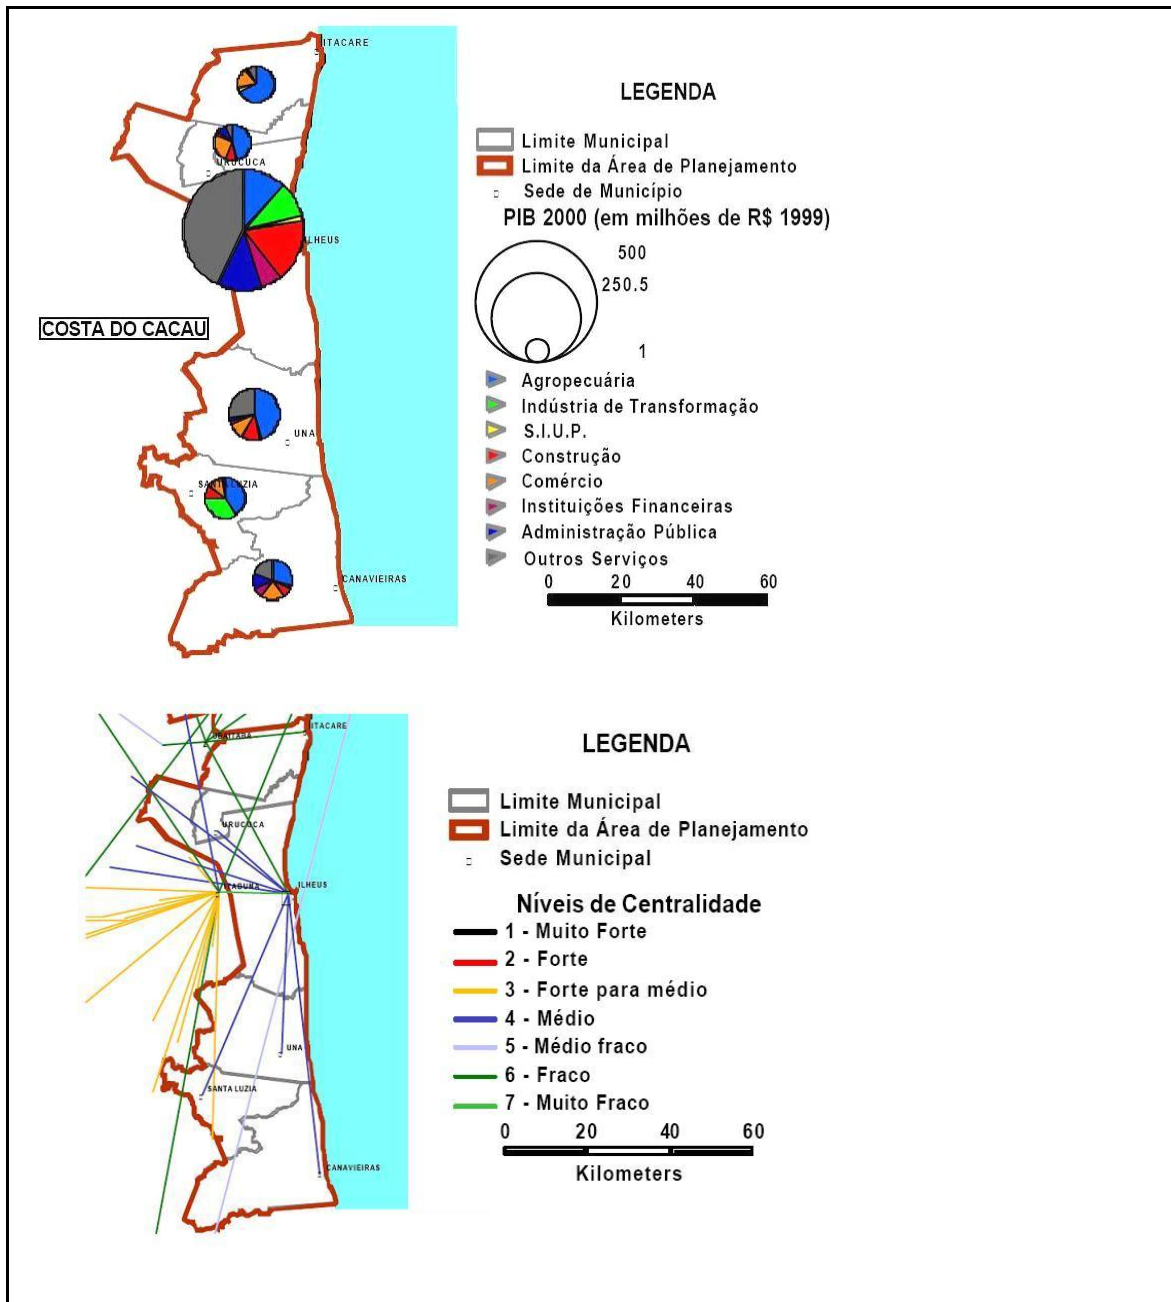 ITACARE
LEGENDA
Limite Municipal
Limite da Área de Planejamento
URUCUCA
Sede de Município
PIB 2000 (em milhões de R$ 1999)
ILHEUS
500
250.5
COSTA DO CACAU
1
Agropecuária
Indústria de Transformação
UNA
S.I.U.P.
Construção
Comércio
SANTA LUZIA
Instituições Financeiras
Administração Pública
Outros Serviços
CANAVIEIRAS
0 20 40 60
Kilometers
ITACARE
UBAITABA
LEGENDA
Limite Municipal
URUCUCA
Limite da Área de Planejamento
Sede Municipal
ITABUNA
ILHEUS
Níveis de Centralidade
1 - Muito Forte
2 - Forte
3 - Forte para médio
4 - Médio
UNA
5 - Médio fraco
6 - Fraco
SANTA LUZIA
7 - Muito Fraco
0 20 40 60
CANAVIEIRAS
Kilometers